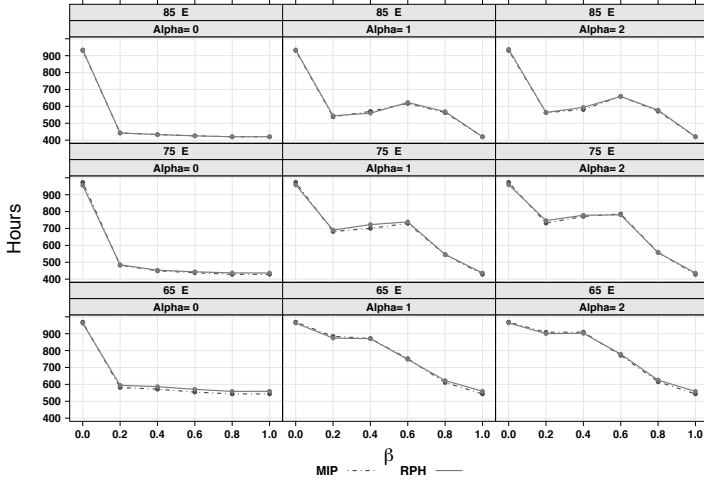 85 E 85 E 85 E
Alpha= 0 Alpha= 1 Alpha= 2
900
800
700
600
500
400
75 E 75 E 75 E
Alpha= 0 Alpha= 1 Alpha= 2
900
800
700
600
500
400
65 E 65 E 65 E
Alpha= 0 Alpha= 1 Alpha= 2
900
800
700
600
500
400
Hours
0.0 0.2 0.4 0.6 0.8 1.0 0.0 0.2 0.4 0.6 0.8 1.0 0.0 0.2 0.4 0.6 0.8 1.0
β
MIP RPH